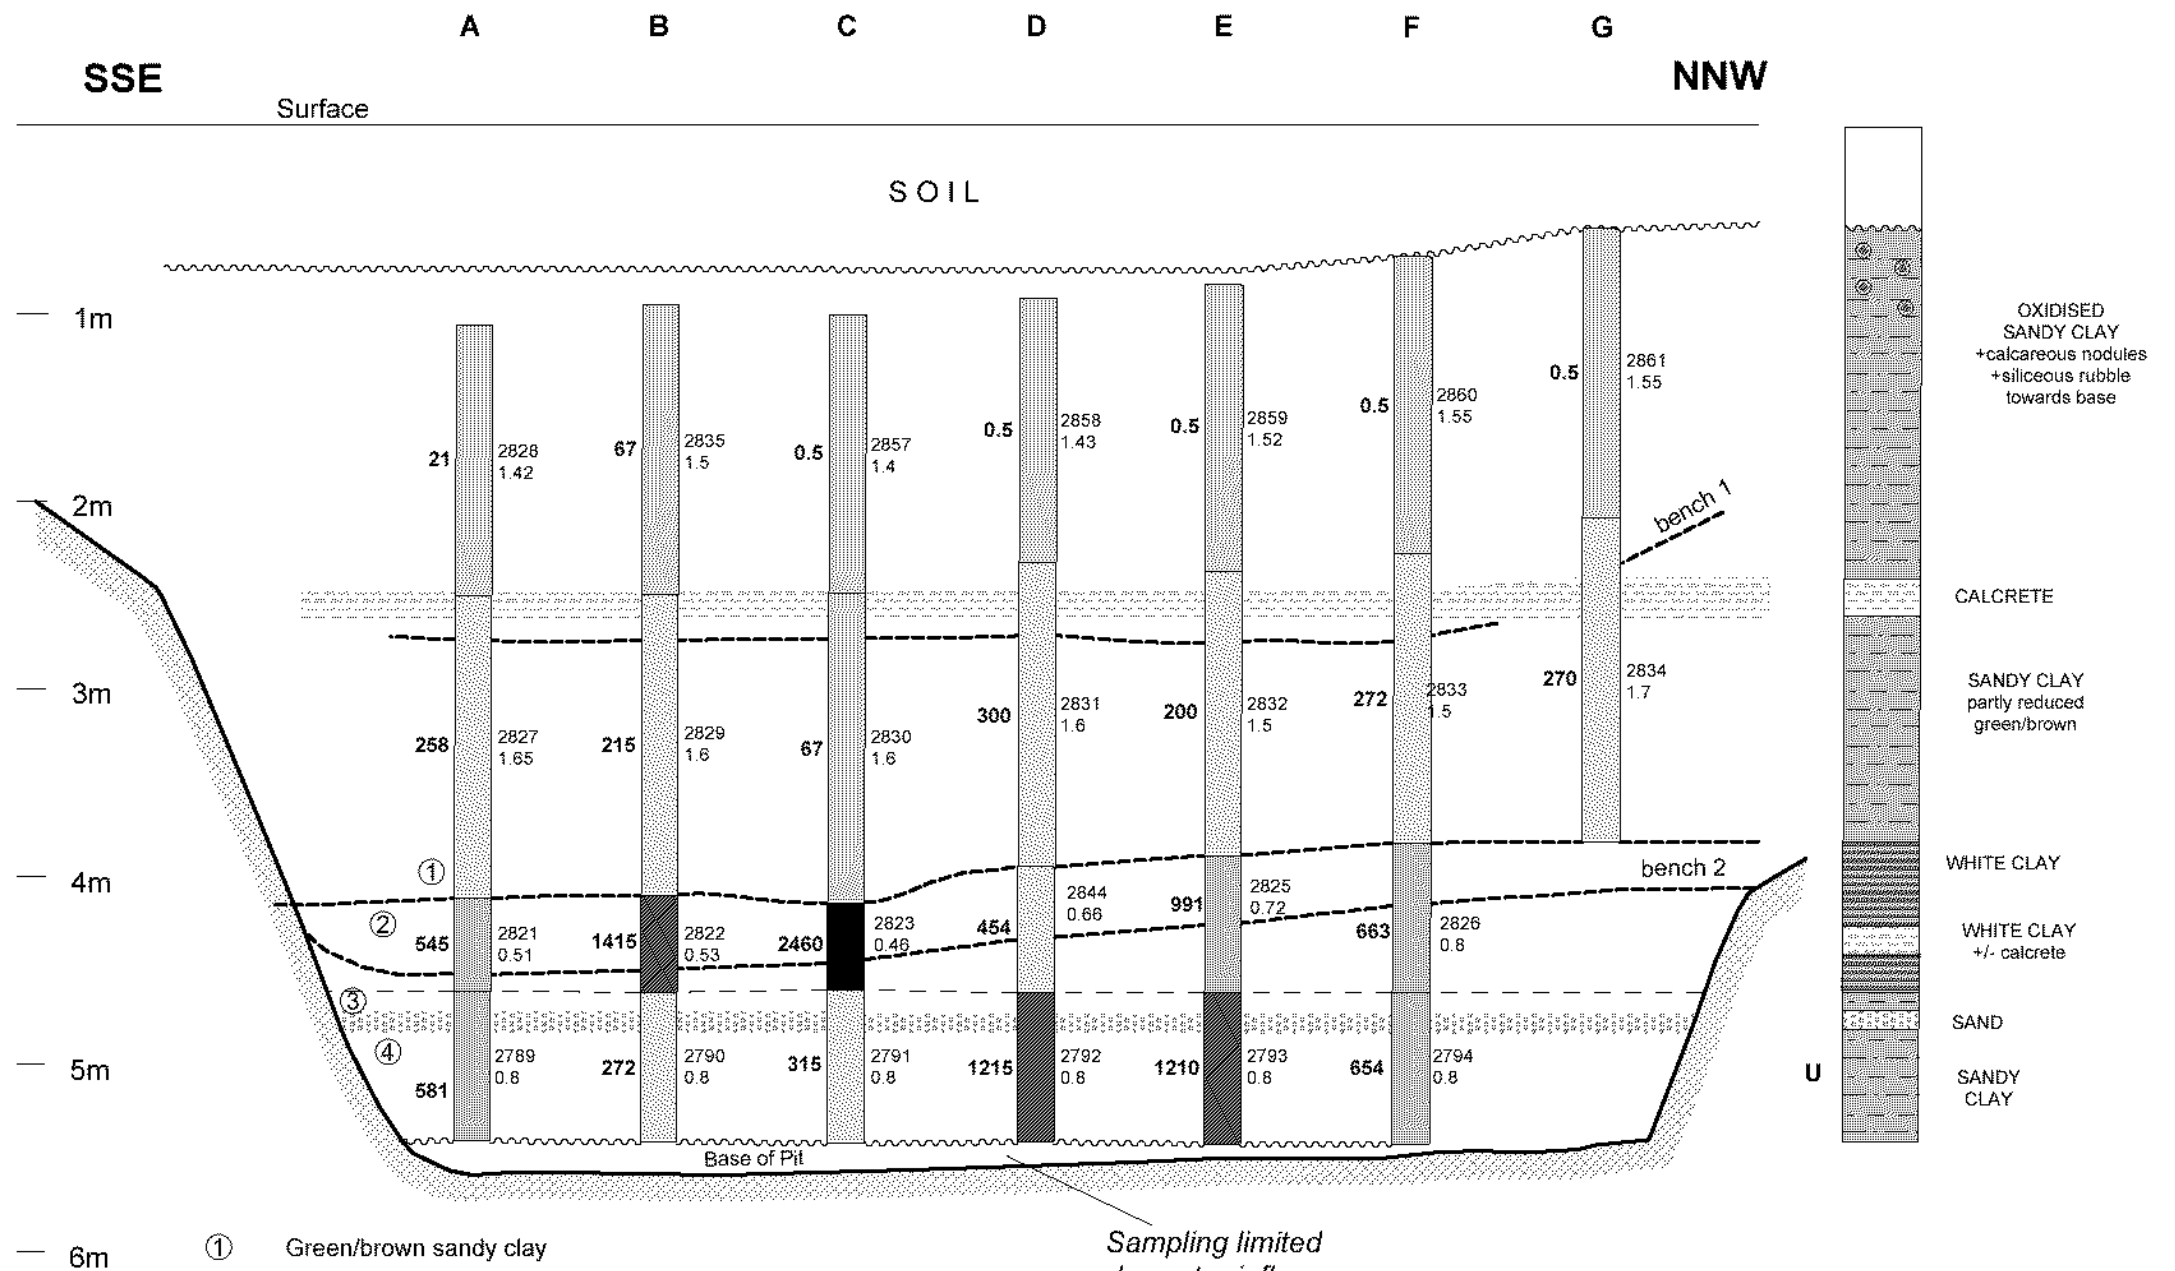 A B C D E F G
SSE NNW
Surface
SOIL
1m
2m
3m
4m
5m
6m
21 2828
1.42
67 2835
1.5
0.5 2857
1.4
0.5 2858
1.43
0.5 2859
1.52
0.5 2860
1.55
0.5 2861
1.55
bench 1
258 2827
1.65
215 2829
1.6
67 2830
1.6
300 2831
1.6
200 2832
1.5
272 2833
1.5
270 2834
1.7
bench 2
1
2
3
4
545 2821
0.51
1415 2822
0.53
2460 2823
0.46
454 2844
0.66
991 2825
0.72
663 2826
0.8
581 2789
0.8
272 2790
0.8
315 2791
0.8
1215 2792
0.8
1210 2793
0.8
654 2794
0.8
Base of Pit
Sampling limited
1 Green/brown sandy clay
OXIDISED
SANDY CLAY
+calcareous nodules
+siliceous rubble
towards base
CALCRETE
SANDY CLAY
partly reduced
green/brown
WHITE CLAY
WHITE CLAY
+/- calcrete
SAND
U
SANDY
CLAY